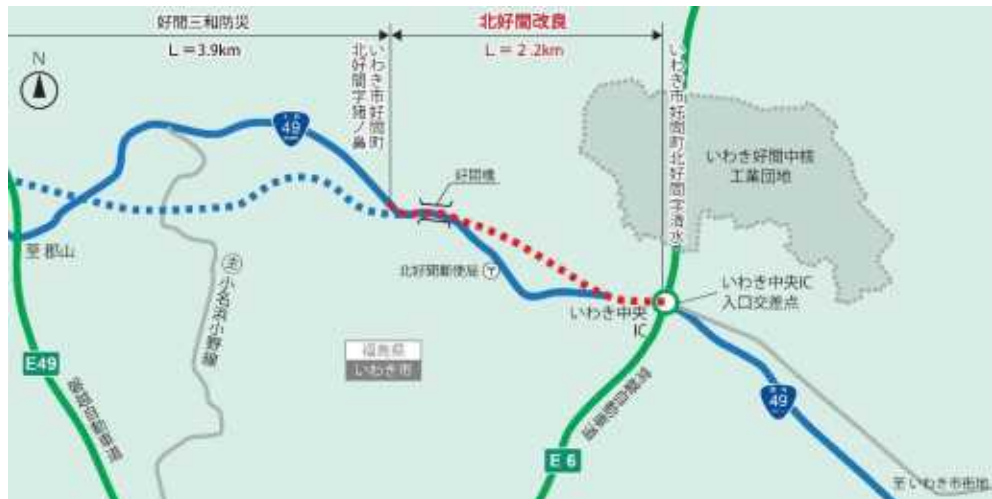 好間三和防災
L=3.9km
北好間改良
L=2.2km
N
いわき市好間町
北好間字猪ノ鼻
いわき市好間町北好間字清水
国道
49
好間橋
いわき好間中核
工業団地
至 郡山
北好間郵便局
主 小名浜小野線
いわき中央IC
入口交差点
いわき中央
IC
福島県
いわき市
E49
磐越自動車道
常磐自動車道
E6
49
至いわき市街地